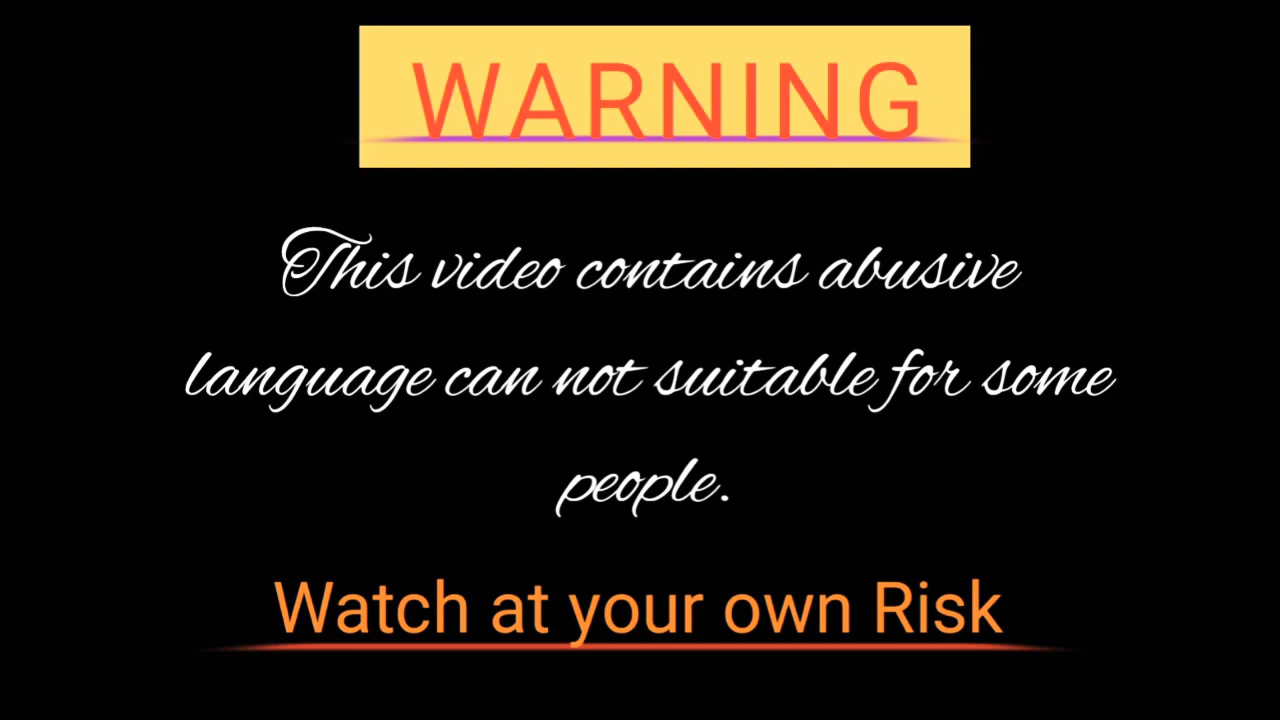 WARNING
This video contains abusive
language can not suitable for some
people.
Watch at your own Risk